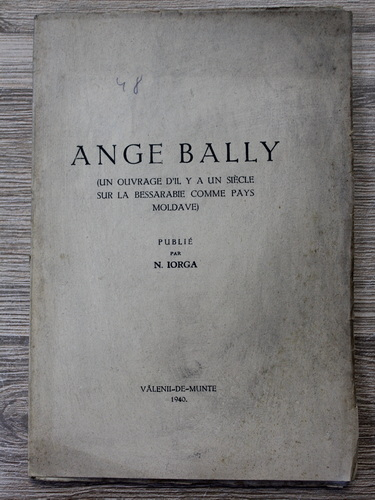 48
ANGE BALLY
(UN OUVRAGE D'IL Y A UN SIÈCLE
SUR LA BESSARABIE COMME PAYS
MOLDAVE)
PUBLIÉ
PAR
N. IORGA
VĂLENII-DE-MUNTE
1940.